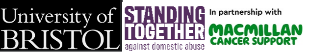 University of
BRISTOL
STANDING
TOGETHER
against domestic abuse
In partnership with
MACMILLAN
CANCER SUPPORT